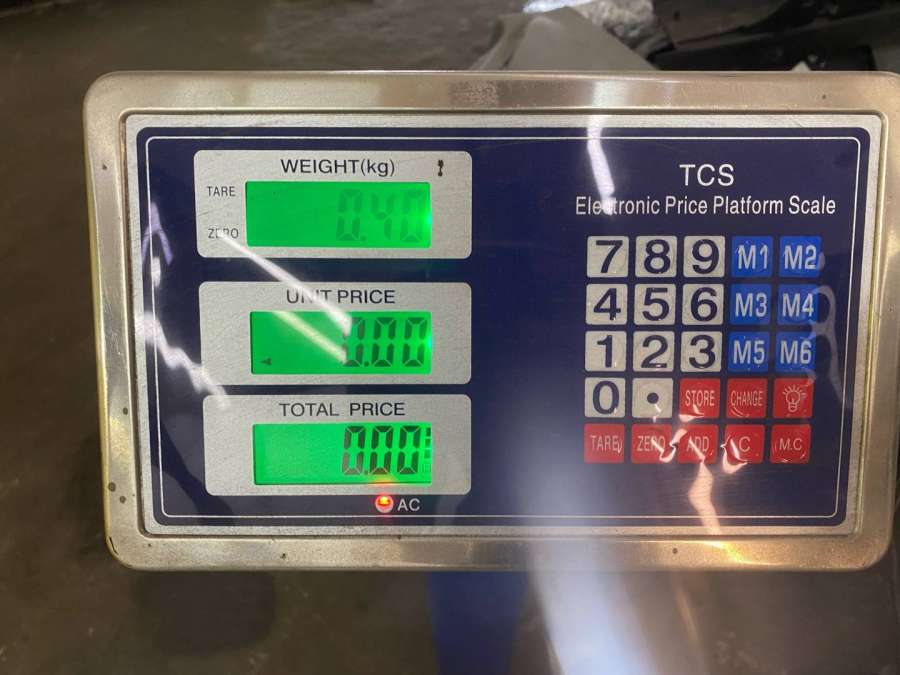 WEIGHT(kg)
TARE
0.40
ZERO
UNIT PRICE
0.00
TOTAL PRICE
0.00
AC
TCS
Electronic Price Platform Scale
7 8 9 M1 M2
4 5 6 M3 M4
1 2 3 M5 M6
0 . STORE CHANGE
TARE ZERO ADD C M.C